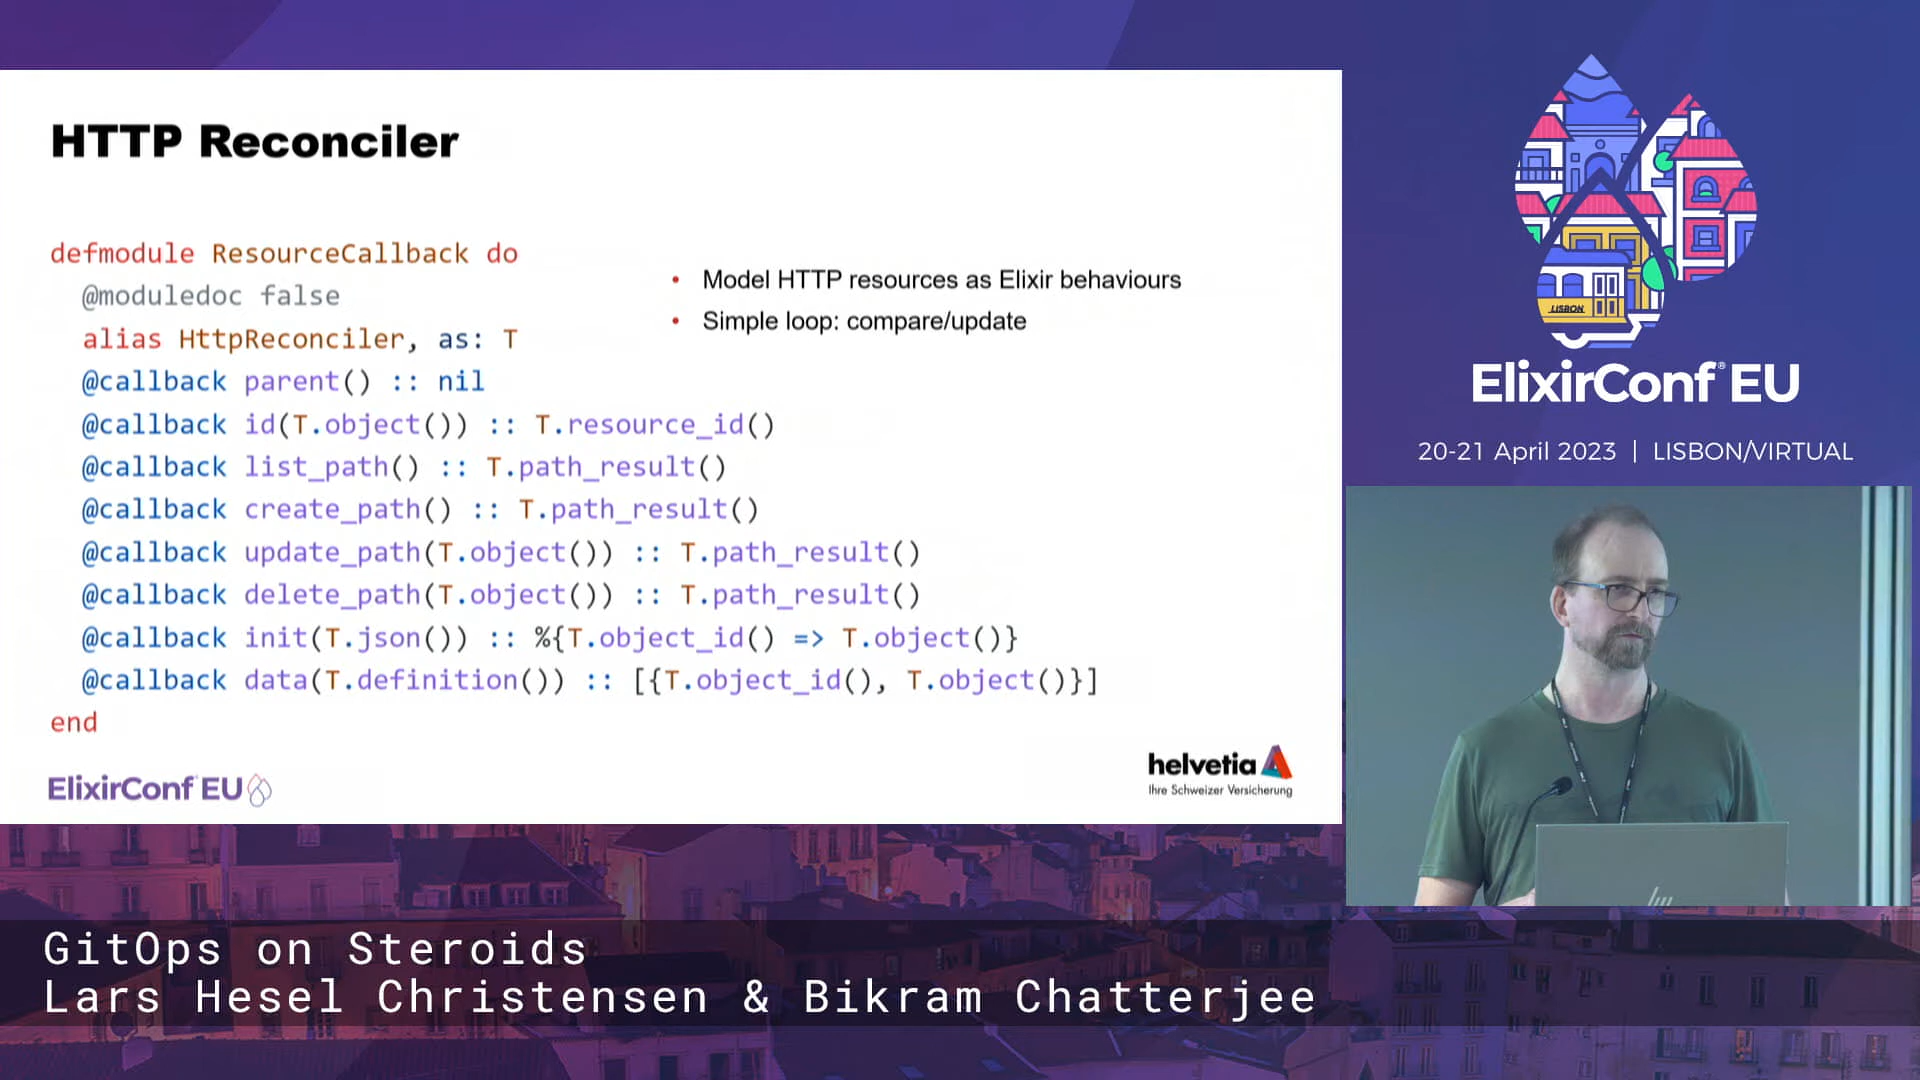 HTTP Reconciler
defmodule ResourceCallback do
@moduledoc false
alias HttpReconciler, as: T
@callback parent() :: nil
@callback id(T.object()) :: T.resource_id()
@callback list_path() :: T.path_result()
@callback create_path() :: T.path_result()
@callback update_path(T.object()) :: T.path_result()
@callback delete_path(T.object()) :: T.path_result()
@callback init(T.json()) :: %{T.object_id() => T.object()}
@callback data(T.definition()) :: [{T.object_id(), T.object()}]
end
• Model HTTP resources as Elixir behaviours
• Simple loop: compare/update
ElixirConf EU
helvetia
Ihre Schweizer Versicherung
LISBON
ElixirConf® EU
20-21 April 2023 | LISBON/VIRTUAL
hp
GitOps on Steroids
Lars Hesel Christensen & Bikram Chatterjee